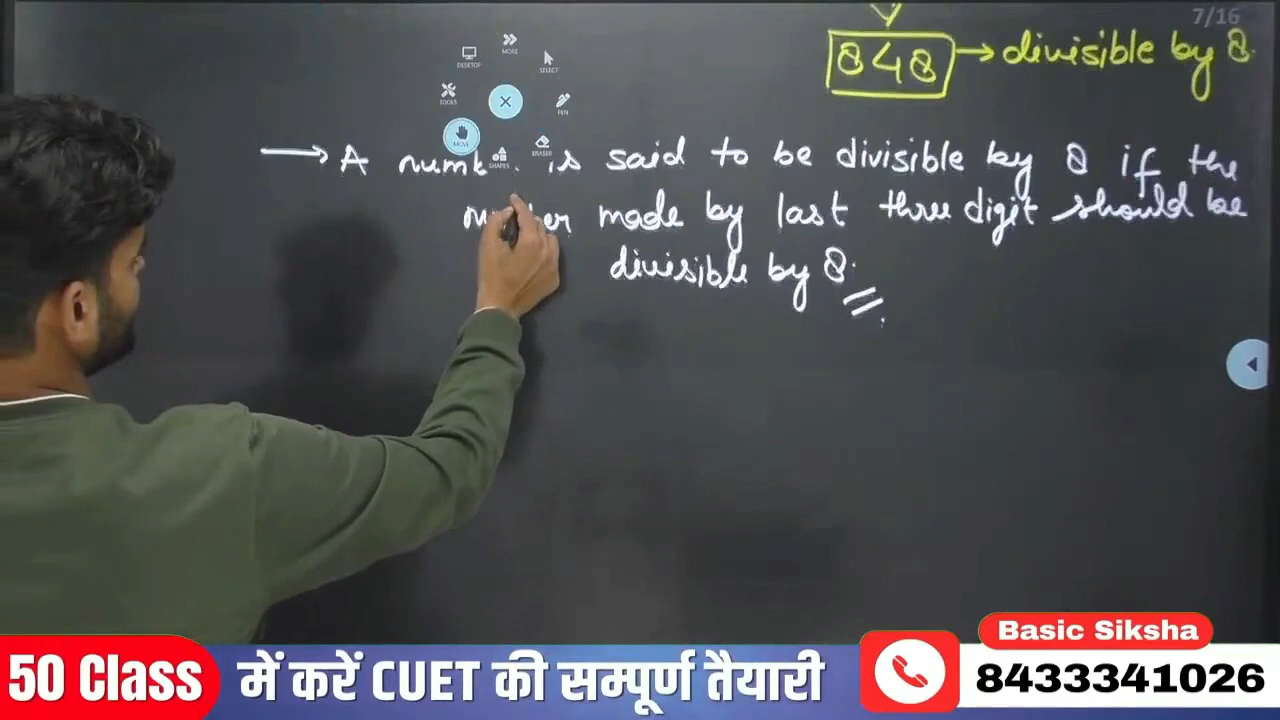 7/16
848 → divisible by 8.
MORE
DESKTOP
SELECT
TOOLS
PEN
MOVE
SHAPES
ERASER
→ A is said to be divisible by 8 if the
number made by last three digit should be
divisible by 8.
Basic Siksha
50 Class में करें CUET की सम्पूर्ण तैयारी
8433341026